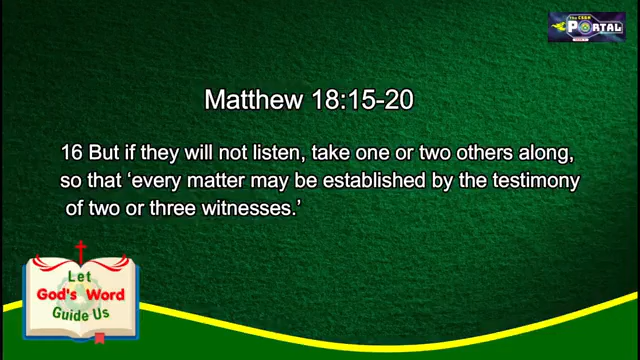 The CSDR
PORTAL
Matthew 18:15-20
16 But if they will not listen, take one or two others along,
so that ‘every matter may be established by the testimony
of two or three witnesses.’
Let
God's Word
Guide Us